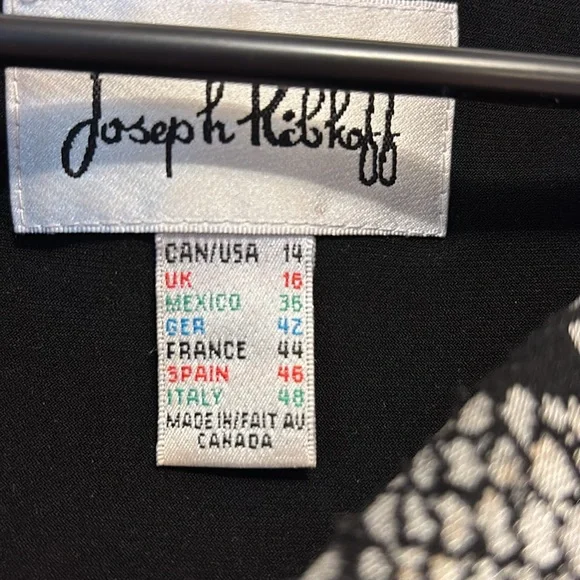 Joseph Ribkoff
CAN/USA 14
UK 16
MEXICO 36
GER 42
FRANCE 44
SPAIN 46
ITALY 48
MADE IN/FAIT AU
CANADA